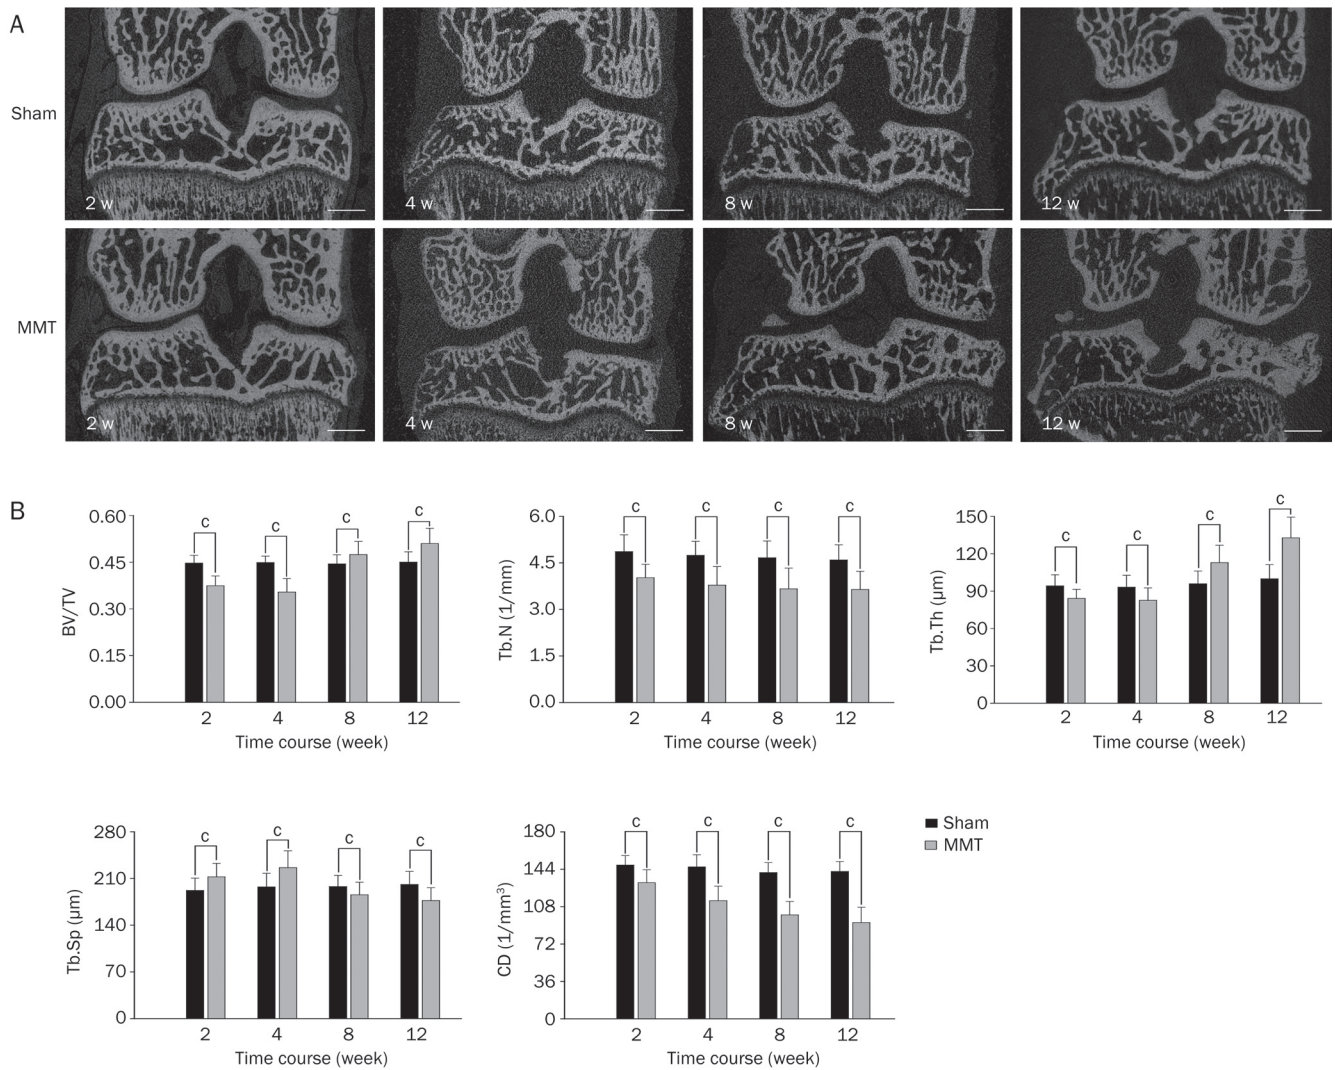 A
Sham
2 w
4 w
8 w
12 w
MMT
2 w
4 w
8 w
12 w
B
0.60
0.45
0.30
0.15
0.00
BV/TV
c
c
c
c
2
4
8
12
Time course (week)
6.0
4.5
3.0
1.5
0.0
Tb.N (1/mm)
c
c
c
c
2
4
8
12
Time course (week)
150
120
90
60
30
0
Tb.Th (μm)
c
c
c
c
2
4
8
12
Time course (week)
280
210
140
70
0
Tb.Sp (μm)
c
c
c
c
2
4
8
12
Time course (week)
180
144
108
72
36
0
CD (1/mm³)
c
c
c
c
2
4
8
12
Time course (week)
Sham
MMT